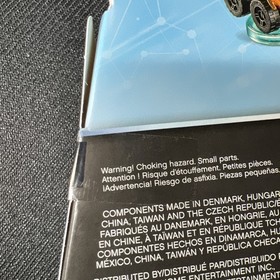 Warning! Choking hazard. Small parts.
Attention ! Risque d'étouffement. Petites pièces.
¡Advertencia! Riesgo de asfixia. Piezas pequeñas.
COMPONENTS MADE IN DENMARK, HUNGAR
CHINA, TAIWAN AND THE CZECH REPUBLIC/
FABRIQUÉS AU DANEMARK, EN HONGRIE, AU
EN CHINE, À TAIWAN ET EN RÉPUBLIQUE TCH
COMPONENTES HECHOS EN DINAMARCA, HU
MÉXICO, CHINA, TAIWÁN Y REPÚBLICA CHECA
DISTRIBUTED BY/DISTRIBUÉ PAR/DISTRIBUI